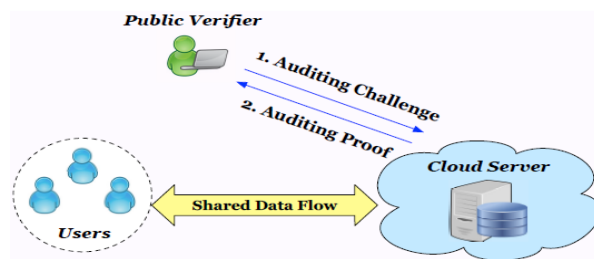 Public Verifier
1. Auditing Challenge
2. Auditing Proof
Cloud Server
Shared Data Flow
Users